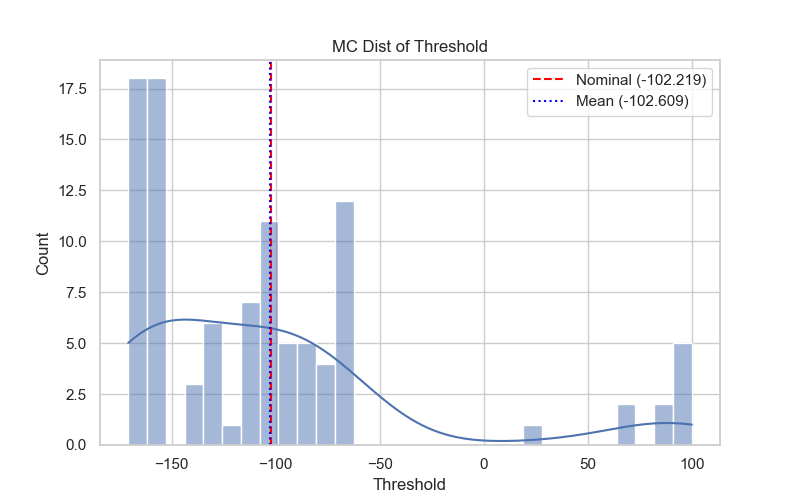 MC Dist of Threshold
Nominal (-102.219)
Mean (-102.609)
17.5
15.0
12.5
10.0
7.5
5.0
2.5
0.0
Count
−150
−100
−50
0
50
100
Threshold